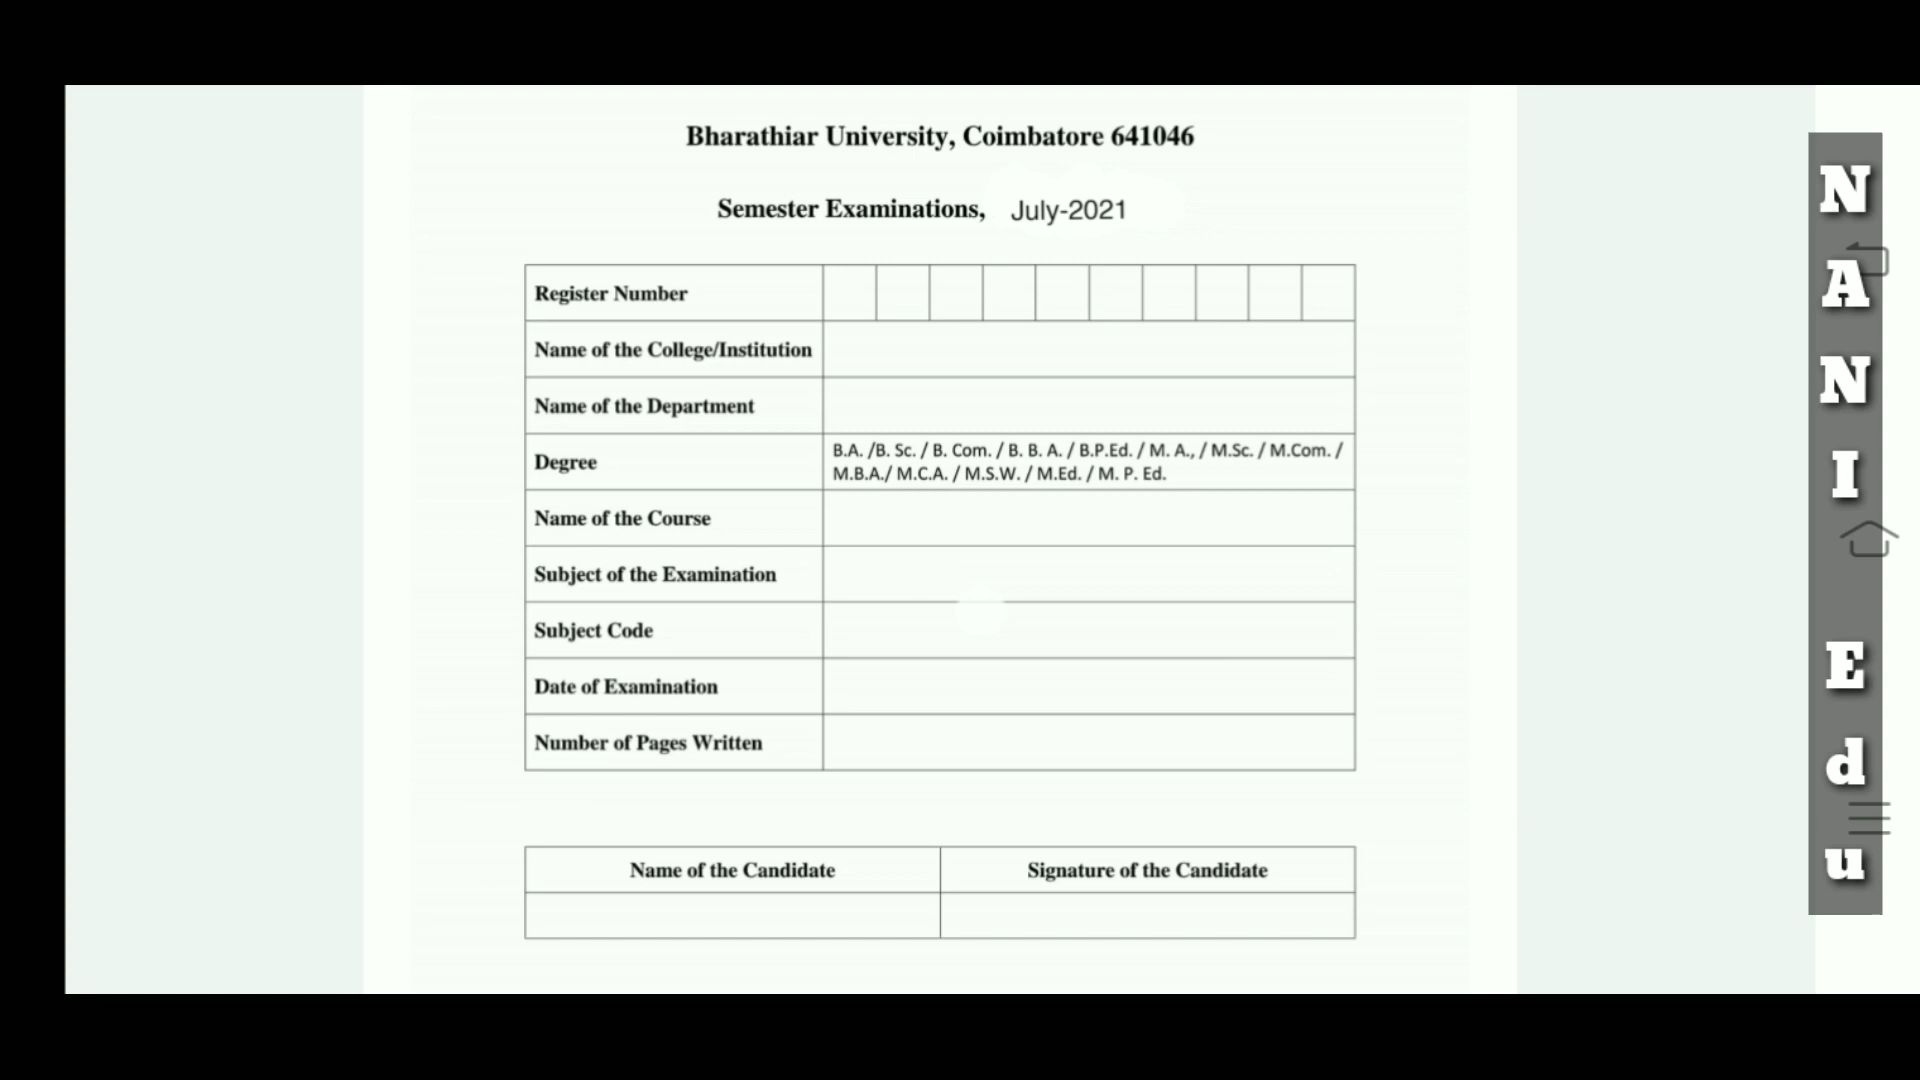 Bharathiar University, Coimbatore 641046
Semester Examinations, July-2021
Register Number
Name of the College/Institution
Name of the Department
Degree
B.A. /B. Sc. / B. Com. / B. B. A. / B.P.Ed. / M. A., / M.Sc. / M.Com. /
M.B.A./ M.C.A. / M.S.W. / M.Ed. / M. P. Ed.
Name of the Course
Subject of the Examination
Subject Code
Date of Examination
Number of Pages Written
Name of the Candidate
Signature of the Candidate
NANI Edu